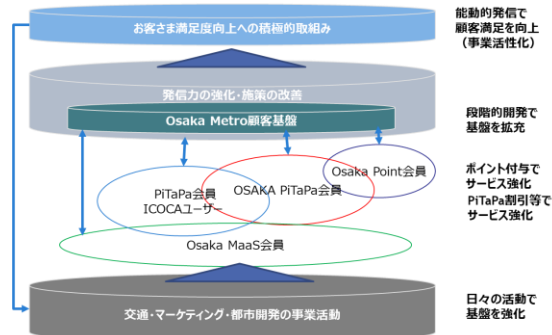 お客さま満足度向上への積極的取組み
能動的発信で
顧客満足を向上
（事業活性化）
発信力の強化・施策の改善
Osaka Metro顧客基盤
段階的開発で
基盤を拡充
Osaka Point会員
PiTaPa会員
ICOCAユーザー
OSAKA PiTaPa会員
ポイント付与で
サービス強化
PiTaPa割引等で
サービス強化
Osaka MaaS会員
交通・マーケティング・都市開発の事業活動
日々の活動で
基盤を強化